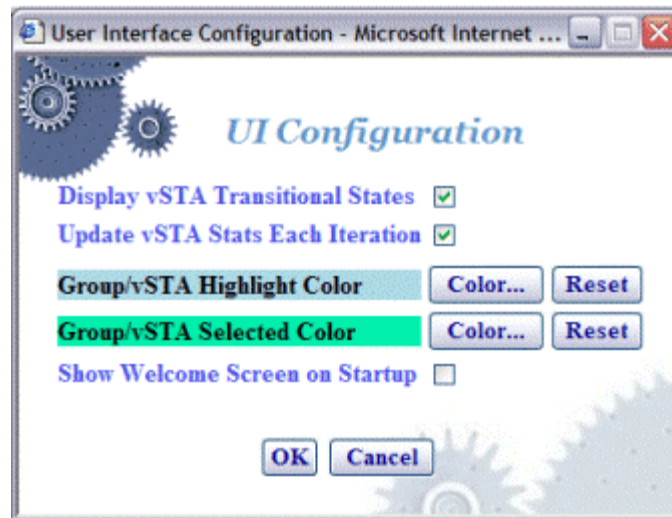 User Interface Configuration - Microsoft Internet ...
UI Configuration
Display vSTA Transitional States
Update vSTA Stats Each Iteration
Group/vSTA Highlight Color Color... Reset
Group/vSTA Selected Color Color... Reset
Show Welcome Screen on Startup
OK Cancel